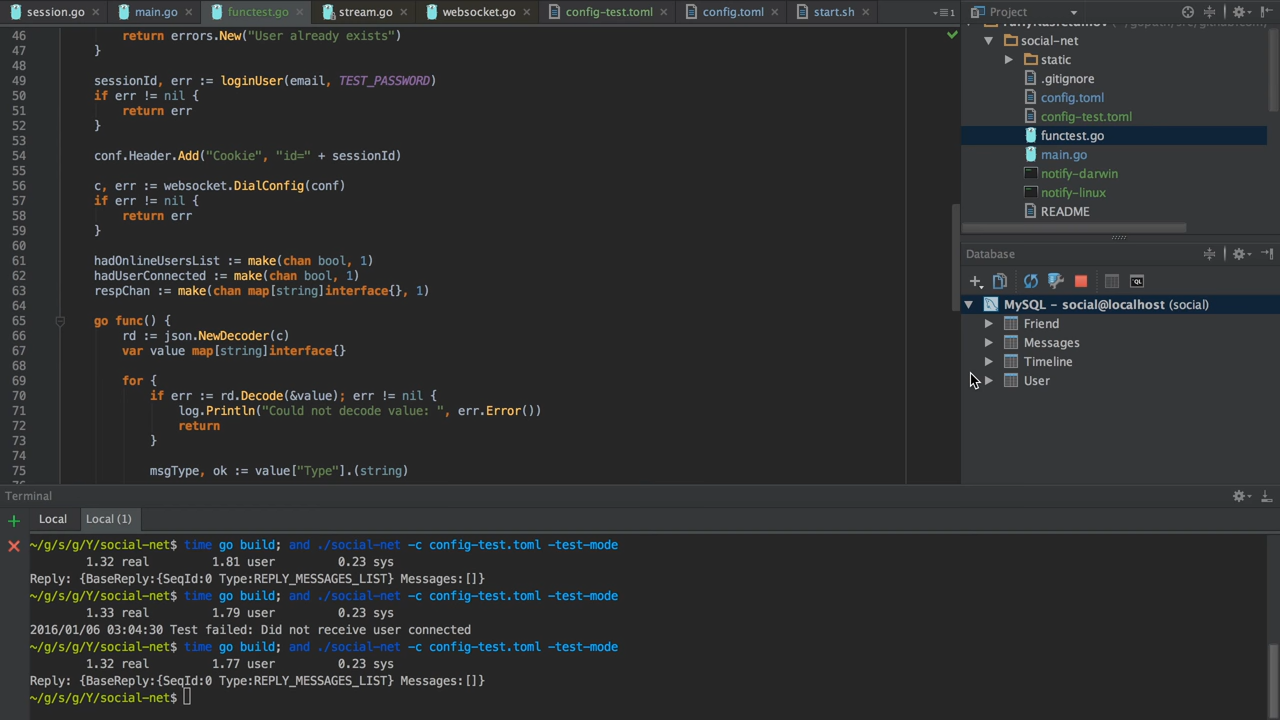 session.go main.go functest.go stream.go websocket.go config-test.toml config.toml start.sh
46 return errors.New("User already exists")
47 }
48
49 sessionId, err := loginUser(email, TEST_PASSWORD)
50 if err != nil {
51 return err
52 }
53
54 conf.Header.Add("Cookie", "id=" + sessionId)
55
56 c, err := websocket.DialConfig(conf)
57 if err != nil {
58 return err
59 }
60
61 hadOnlineUsersList := make(chan bool, 1)
62 hadUserConnected := make(chan bool, 1)
63 respChan := make(chan map[string]interface{}, 1)
64
65 go func() {
66 rd := json.NewDecoder(c)
67 var value map[string]interface{}
68
69 for {
70 if err := rd.Decode(&value); err != nil {
71 log.Println("Could not decode value: ", err.Error())
72 return
73 }
74
75 msgType, ok := value["Type"].(string)
Project
social-net
static
.gitignore
config.toml
config-test.toml
functest.go
main.go
notify-darwin
notify-linux
README
Database
MySQL - social@localhost (social)
Friend
Messages
Timeline
User
Terminal
Local Local (1)
~/g/s/g/Y/social-net$ time go build; and ./social-net -c config-test.toml -test-mode
1.32 real 1.81 user 0.23 sys
Reply: {BaseReply:{SeqId:0 Type:REPLY_MESSAGES_LIST} Messages:[]}
~/g/s/g/Y/social-net$ time go build; and ./social-net -c config-test.toml -test-mode
1.33 real 1.79 user 0.23 sys
2016/01/06 03:04:30 Test failed: Did not receive user connected
~/g/s/g/Y/social-net$ time go build; and ./social-net -c config-test.toml -test-mode
1.32 real 1.77 user 0.23 sys
Reply: {BaseReply:{SeqId:0 Type:REPLY_MESSAGES_LIST} Messages:[]}
~/g/s/g/Y/social-net$